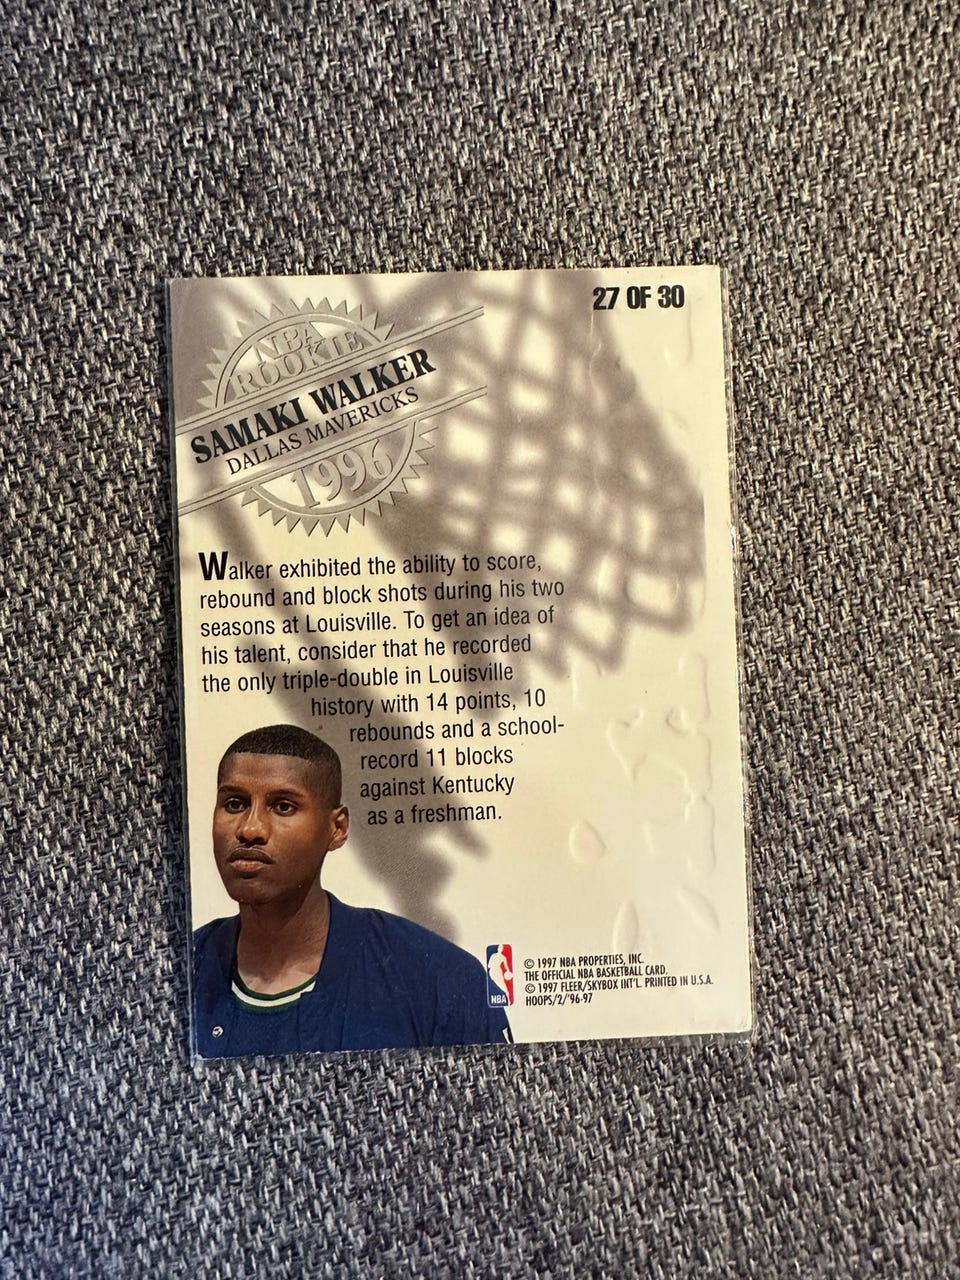 27 OF 30
NBA
ROOKIE
SAMAKI WALKER
DALLAS MAVERICKS
1996
Walker exhibited the ability to score,
rebound and block shots during his two
seasons at Louisville. To get an idea of
his talent, consider that he recorded
the only triple-double in Louisville
history with 14 points, 10
rebounds and a school-
record 11 blocks
against Kentucky
as a freshman.
NBA
© 1997 NBA PROPERTIES, INC.
THE OFFICIAL NBA BASKETBALL CARD.
© 1997 FLEER/SKYBOX INT'L. PRINTED IN U.S.A.
HOOPS/2/'96-97